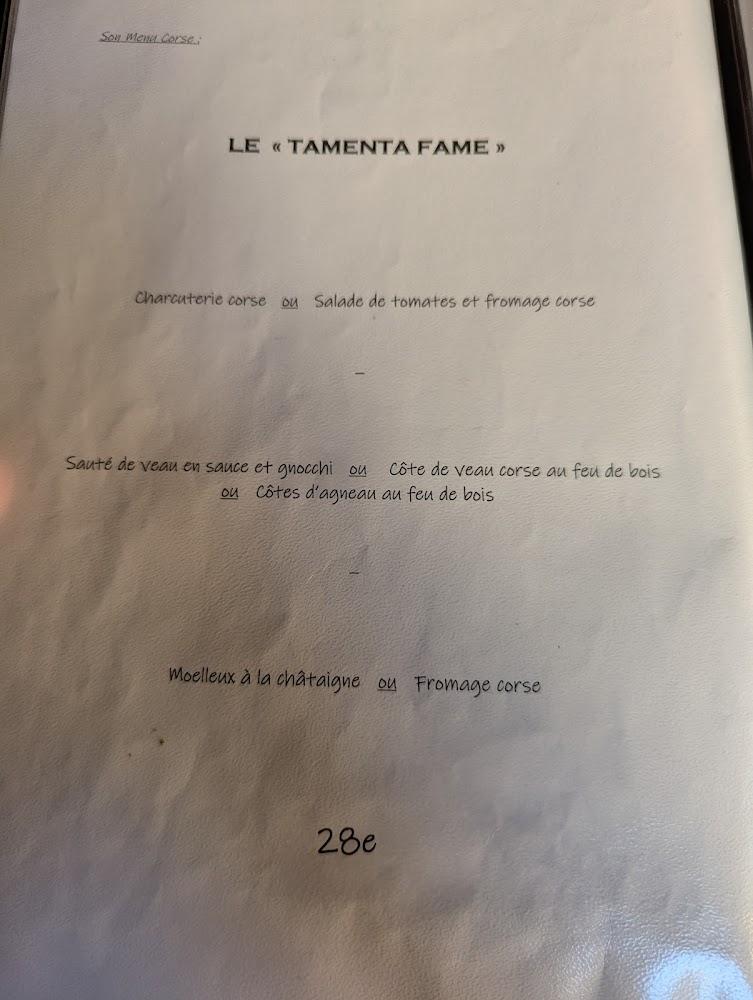 Son Menu Corse :
LE « TAMENTA FAME »
Charcuterie corse ou Salade de tomates et fromage corse
–
Sauté de veau en sauce et gnocchi ou Côte de veau corse au feu de bois
ou Côtes d'agneau au feu de bois
–
Moelleux à la châtaigne ou Fromage corse
28e